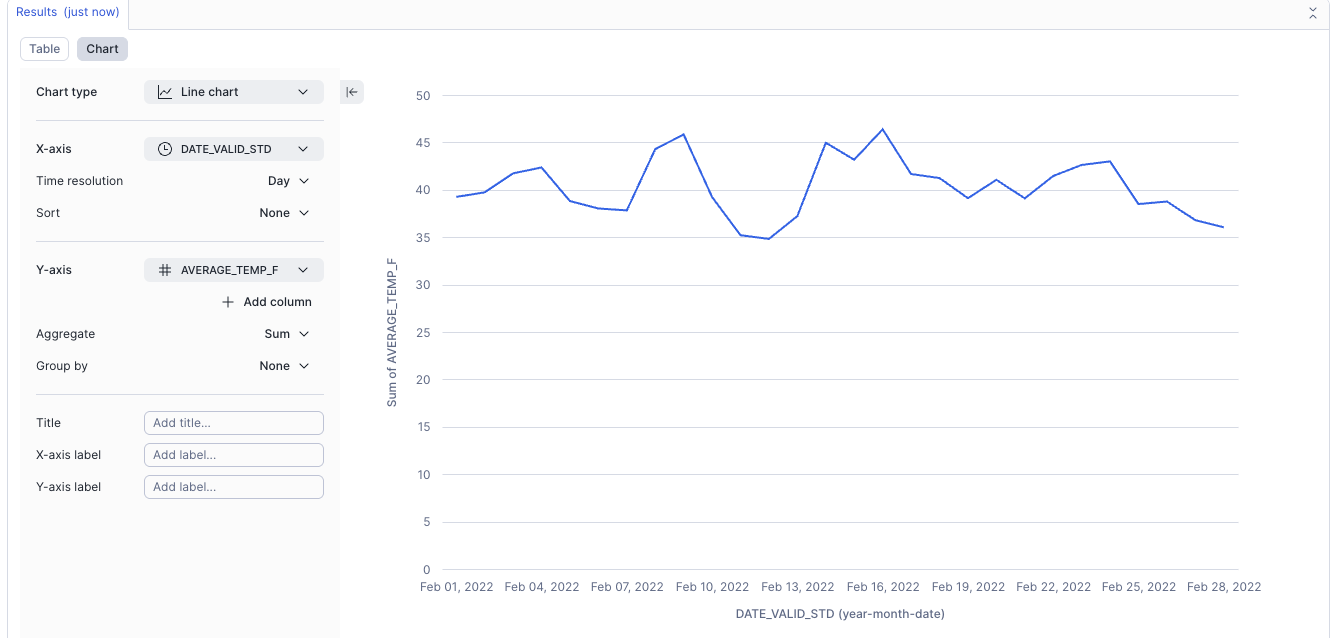 Results (just now)
Table Chart
Chart type Line chart
X-axis DATE_VALID_STD
Time resolution Day
Sort None
Y-axis AVERAGE_TEMP_F
Add column
Aggregate Sum
Group by None
Title Add title...
X-axis label Add label...
Y-axis label Add label...
Sum of AVERAGE_TEMP_F
50
45
40
35
30
25
20
15
10
5
0
Feb 01, 2022 Feb 04, 2022 Feb 07, 2022 Feb 10, 2022 Feb 13, 2022 Feb 16, 2022 Feb 19, 2022 Feb 22, 2022 Feb 25, 2022 Feb 28, 2022
DATE_VALID_STD (year-month-date)